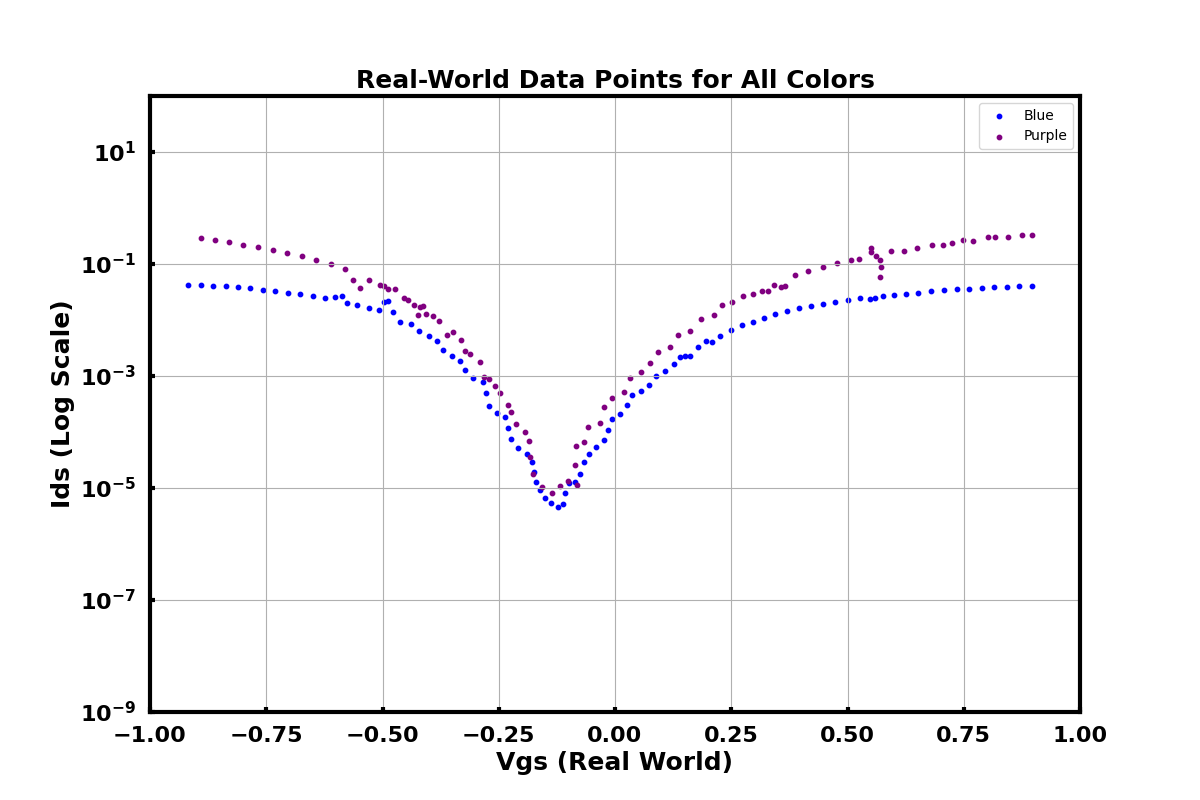 Real-World Data Points for All Colors
Blue
Purple
10¹
10⁻¹
10⁻³
10⁻⁵
10⁻⁷
10⁻⁹
Ids (Log Scale)
−1.00 −0.75 −0.50 −0.25 0.00 0.25 0.50 0.75 1.00
Vgs (Real World)